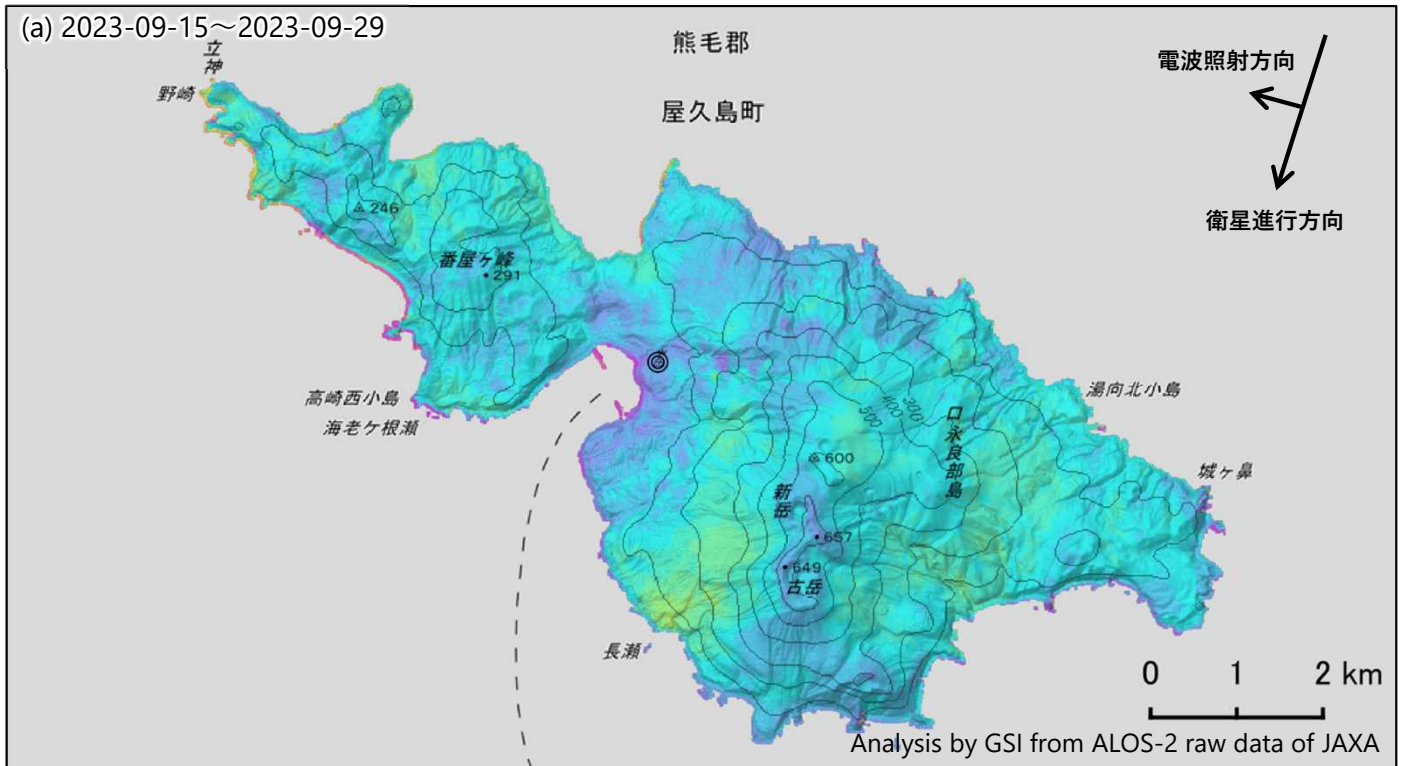 (a) 2023-09-15～2023-09-29
熊毛郡
屋久島町
電波照射方向
衛星進行方向
立神
野崎
246
番屋ヶ峰
291
高崎西小島
海老ケ根瀬
湯向北小島
城ヶ鼻
口永良部島
300
400
500
600
新岳
657
649
古岳
長瀬
0 1 2 km
Analysis by GSI from ALOS-2 raw data of JAXA